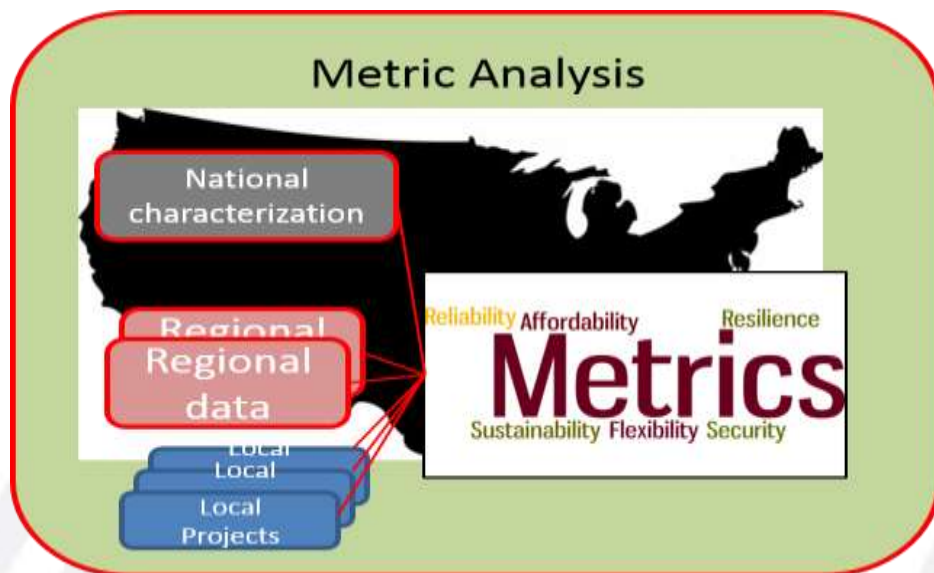 Metric Analysis
National
characterization
Regional
Regional
data
Local
Local
Local
Projects
Reliability Affordability Resilience
Metrics
Sustainability Flexibility Security